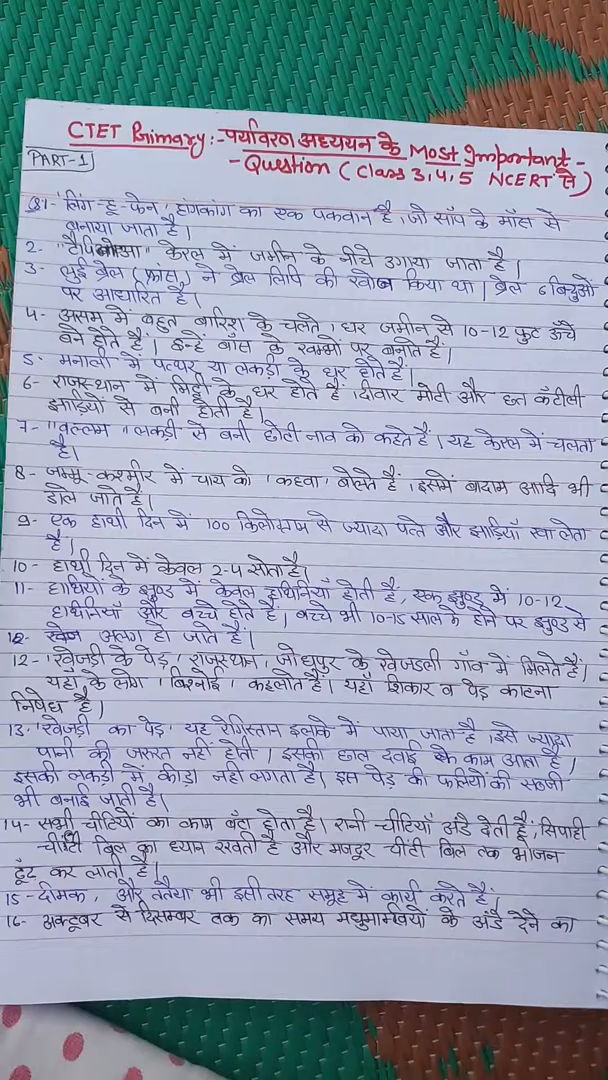 CTET Primary:- पर्यावरण अध्ययन के Most Important -
PART-1
- Question (Class 3,4,5 NCERT से)
Q1- 'लिंग-हू-फेन', हांगकांग का एक पकवान है, जो साँप के माँस से
बनाया जाता है।
2- "टैपिओका" केरल में जमीन के नीचे उगाया जाता है।
3- लुई ब्रेल (फ्रांस) ने ब्रेल लिपि की खोज किया था। ब्रेल 6 बिन्दुओं
पर आधारित है।
4- असम में बहुत बारिश के चलते, घर जमीन से 10-12 फुट ऊँचे
बने होते हैं। इन्हें बाँस के खम्भों पर बनाते हैं।
5- मनाली में पत्थर या लकड़ी के घर होते हैं।
6- राजस्थान में मिट्टी के घर होते हैं। दीवार मोटी और छत कँटीली
झाड़ियों से बनी होती है।
7- "वल्लम" लकड़ी से बनी छोटी नाव को कहते हैं। यह केरल में चलता
है।
8- जम्मू-कश्मीर में चाय को 'कहवा' बोलते हैं, इसमें बादाम आदि भी
डाले जाते हैं।
9- एक हाथी दिन में 100 किलोग्राम से ज्यादा पत्ते और झाड़ियाँ खा लेता
है।
10- हाथी दिन में केवल 2-4 सोता है।
11- हाथियों के झुण्ड में केवल हथिनियाँ होती है, एक झुण्ड में 10-12
हाथिनियाँ और बच्चे होते हैं। बच्चे भी 10-15 साल के होने पर झुण्ड से
12- अलग हो जाते हैं।
12- 'खेजड़ी के पेड़', राजस्थान, जोधपुर के खेजडली गाँव में मिलते हैं।
यहाँ के लोग 'बिश्नोई' कहलाते हैं। यहाँ शिकार व पेड़ काटना
निषेध है।
13. 'खेजड़ी का पेड़' यह रेगिस्तान इलाके में पाया जाता है। इसे ज्यादा
पानी की जरूरत नहीं होती। इसकी छाल दवाई के काम आता है।
इसकी लकड़ी में कीड़ा नहीं लगाता है। इस पेड़ की फलियों की सब्जी
भी बनाई जाती है।
14- सभी चींटियों का काम बँटा होता है। रानी चींटियाँ अंडे देती हैं, सिपाही
चींटी बिल का ध्यान रखती है और मजदूर चींटी बिल तक भोजन
ढूँढ कर लाती हैं।
15- दीमक, और ततैया भी इसी तरह समूह में कार्य करते हैं।
16- अक्टूबर से दिसम्बर तक का समय मधुमक्खियों के अंडे देने का